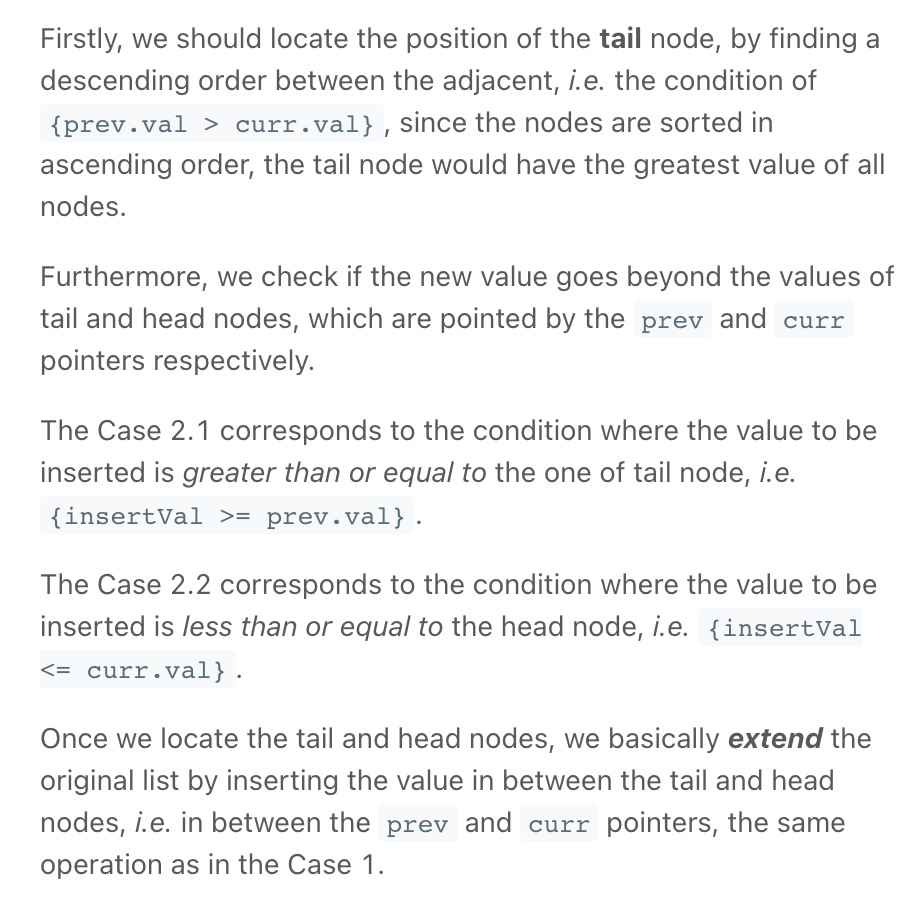 Firstly, we should locate the position of the tail node, by finding a
descending order between the adjacent, i.e. the condition of
{prev.val > curr.val} , since the nodes are sorted in
ascending order, the tail node would have the greatest value of all
nodes.
Furthermore, we check if the new value goes beyond the values of
tail and head nodes, which are pointed by the prev and curr
pointers respectively.
The Case 2.1 corresponds to the condition where the value to be
inserted is greater than or equal to the one of tail node, i.e.
{insertVal >= prev.val} .
The Case 2.2 corresponds to the condition where the value to be
inserted is less than or equal to the head node, i.e. {insertVal
<= curr.val} .
Once we locate the tail and head nodes, we basically extend the
original list by inserting the value in between the tail and head
nodes, i.e. in between the prev and curr pointers, the same
operation as in the Case 1.